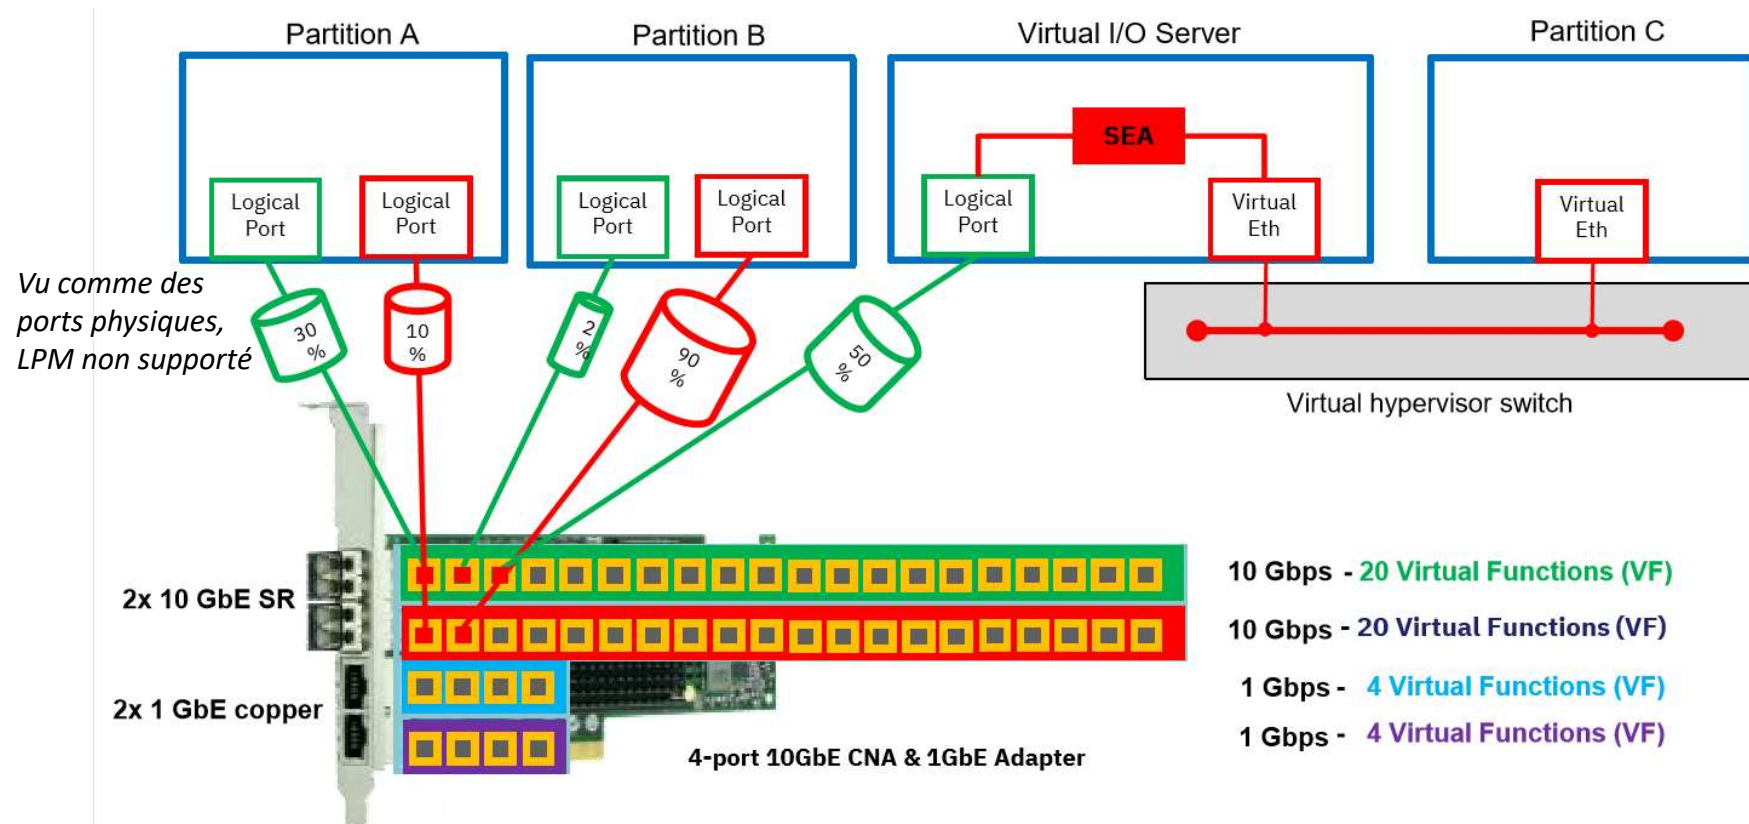 Partition A
Partition B
Virtual I/O Server
Partition C
SEA
Logical
Port
Logical
Port
Logical
Port
Logical
Port
Logical
Port
Virtual
Eth
Virtual
Eth
Vu comme des
ports physiques,
LPM non supporté
30
%
10
%
2
%
90
%
50
%
Virtual hypervisor switch
2x 10 GbE SR
10 Gbps - 20 Virtual Functions (VF)
10 Gbps - 20 Virtual Functions (VF)
2x 1 GbE copper
1 Gbps - 4 Virtual Functions (VF)
1 Gbps - 4 Virtual Functions (VF)
4-port 10GbE CNA & 1GbE Adapter